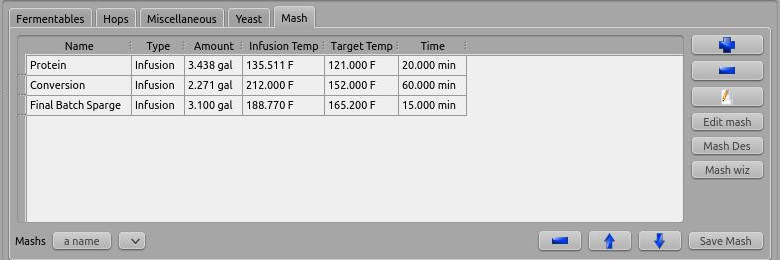 Fermentables Hops Miscellaneous Yeast Mash
Name Type Amount Infusion Temp Target Temp Time
Protein Infusion 3.438 gal 135.511 F 121.000 F 20.000 min
Conversion Infusion 2.271 gal 212.000 F 152.000 F 60.000 min
Final Batch Sparge Infusion 3.100 gal 188.770 F 165.200 F 15.000 min
Edit mash
Mash Des
Mash wiz
Mashs a name Save Mash